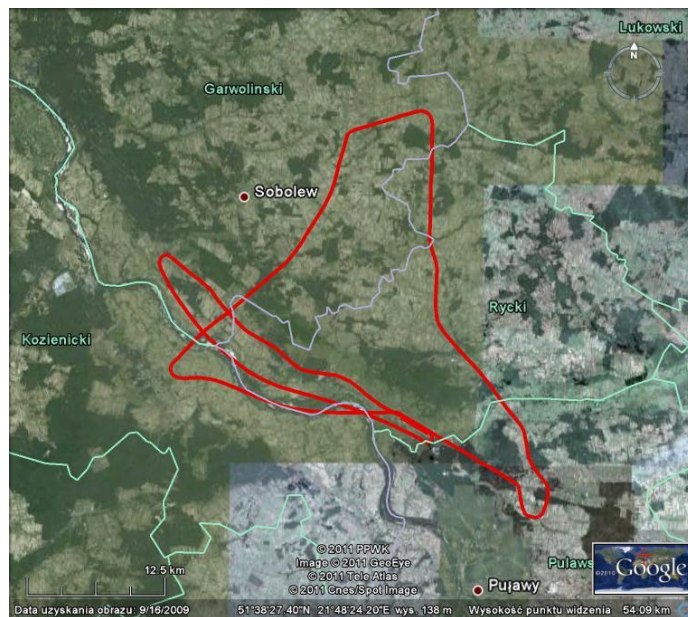 Lukowski
N
Garwolinski
Sobolew
Rycki
Kozienicki
© 2011 PPWK
Image © 2011 GeoEye
© 2011 Tele Atlas
© 2011 Cnes/Spot Image
12.5 km
Pulaws
©2010 Google
Puławy
Data uzyskania obrazu: 9/16/2009 51°38'27.40"N 21°48'24.20"E wys. 138 m Wysokość punktu widzenia 54.09 km